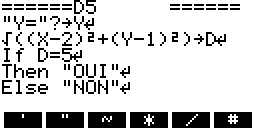 ======D5      ======
"Y="?→Y↵
√((X-2)²+(Y-1)²)→D↵
If D=5↵
Then "OUI"↵
Else "NON"↵
' " ~ * / #